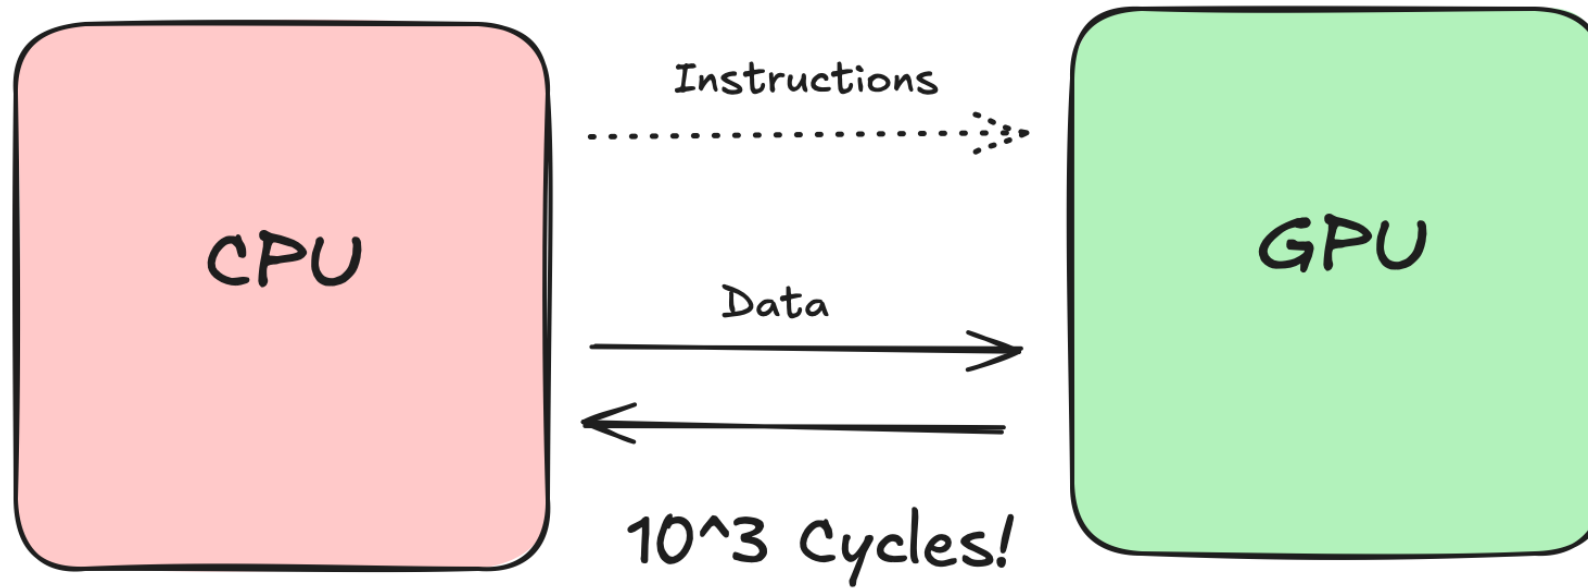 Instructions
CPU
GPU
Data
10^3 Cycles!